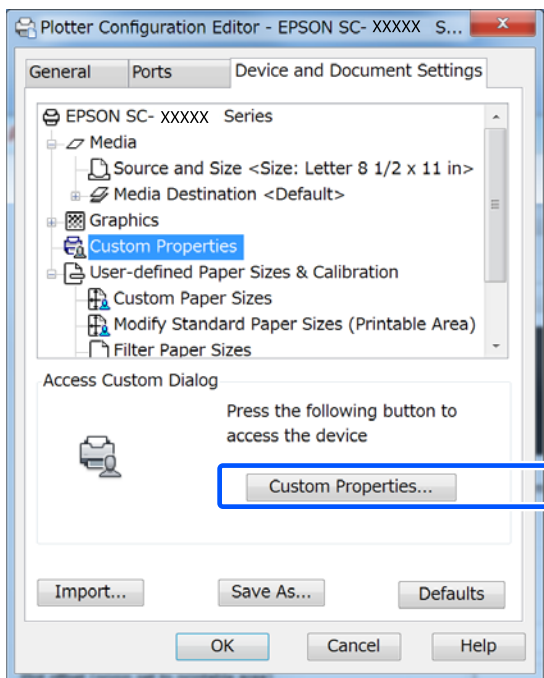 Plotter Configuration Editor - EPSON SC- XXXXX S...
General Ports Device and Document Settings
EPSON SC- XXXXX Series
Media
Source and Size <Size: Letter 8 1/2 x 11 in>
Media Destination <Default>
Graphics
Custom Properties
User-defined Paper Sizes & Calibration
Custom Paper Sizes
Modify Standard Paper Sizes (Printable Area)
Filter Paper Sizes
Access Custom Dialog
Press the following button to
access the device
Custom Properties...
Import... Save As... Defaults
OK Cancel Help